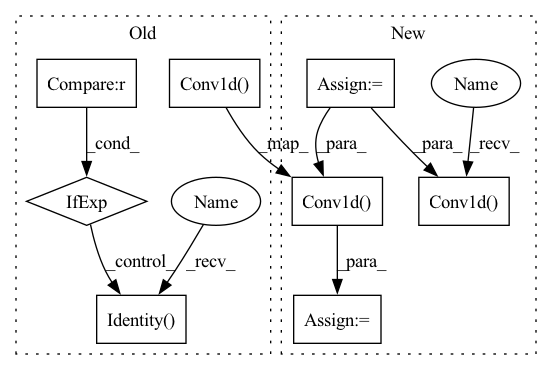 Old
New
Compare:r
Conv1d()
Assign:=
Name
_cond_
_map_
_para_
_para_
_recv_
IfExp
Name
Conv1d()
Conv1d()
_control_
_recv_
_para_
Identity()
Assign:=